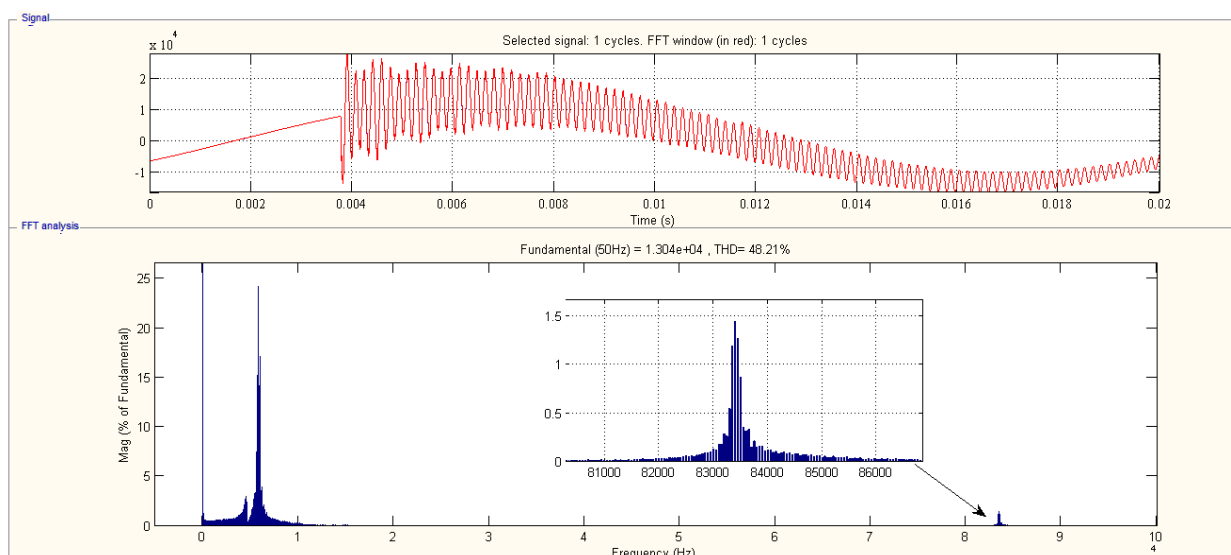 Signal
x 10 4
Selected signal: 1 cycles. FFT window (in red): 1 cycles
2
1
0
-1
0 0.002 0.004 0.006 0.008 0.01 0.012 0.014 0.016 0.018 0.02
Time (s)
FFT analysis
Fundamental (50Hz) = 1.304e+04 , THD= 48.21%
Mag (% of Fundamental)
25
20
15
10
5
0
1.5
1
0.5
0
81000 82000 83000 84000 85000 86000
0 1 2 3 4 5 6 7 8 9 10
Frequency (Hz)
4